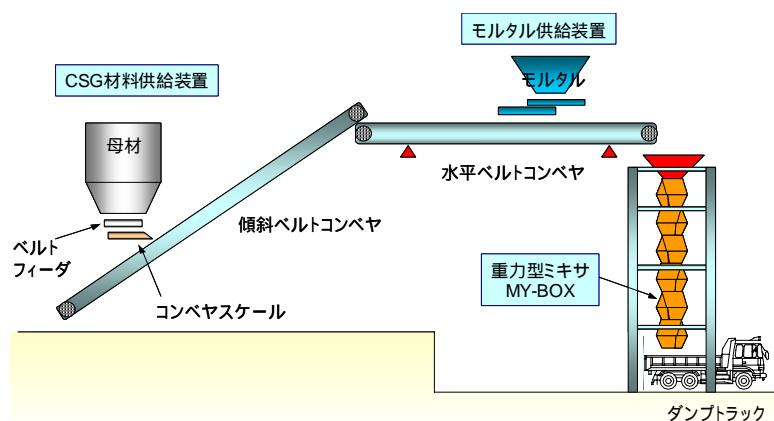 モルタル供給装置
CSG材料供給装置
モルタル
母材
水平ベルトコンベヤ
傾斜ベルトコンベヤ
ベルト
フィーダ
重力型ミキサ
MY-BOX
コンベヤスケール
ダンプトラック